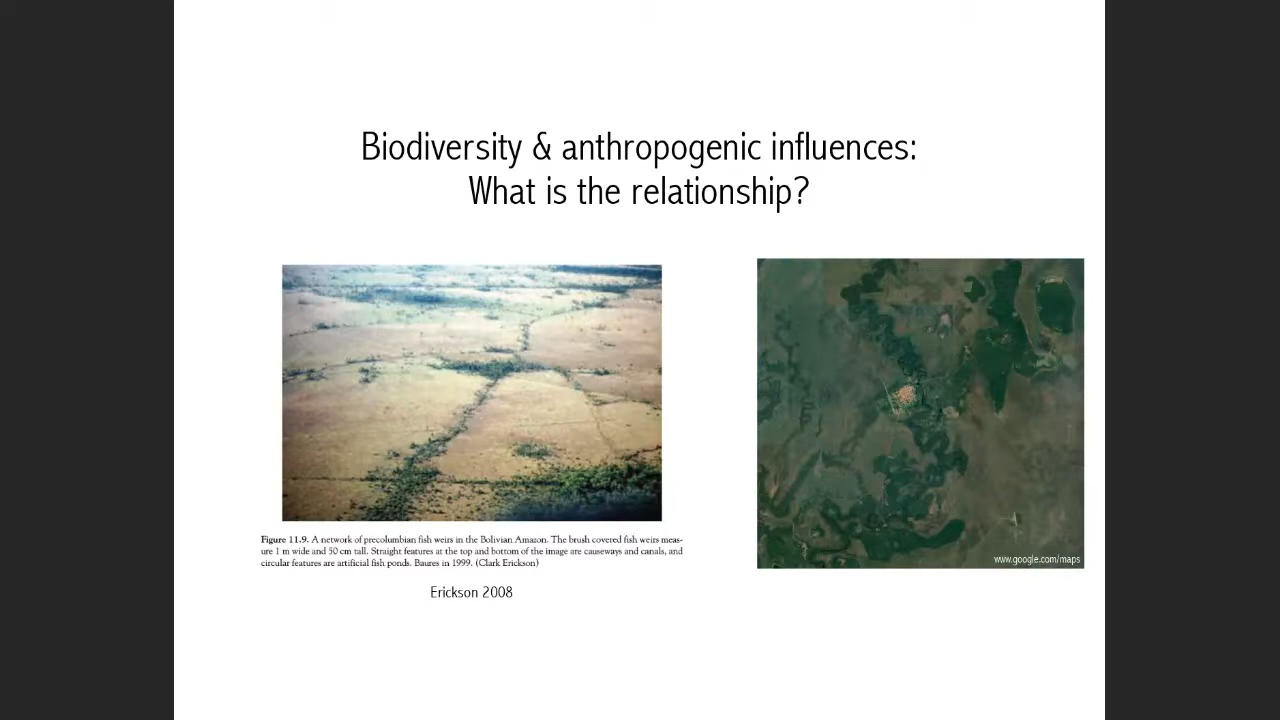 Biodiversity & anthropogenic influences:
What is the relationship?
Figure 11.9. A network of precolumbian fish weirs in the Bolivian Amazon. The brush covered fish weirs meas-
ure 1 m wide and 50 cm tall. Straight features at the top and bottom of the image are causeways and canals, and
circular features are artificial fish ponds. Baures in 1999. (Clark Erickson)
Erickson 2008
www.google.com/maps